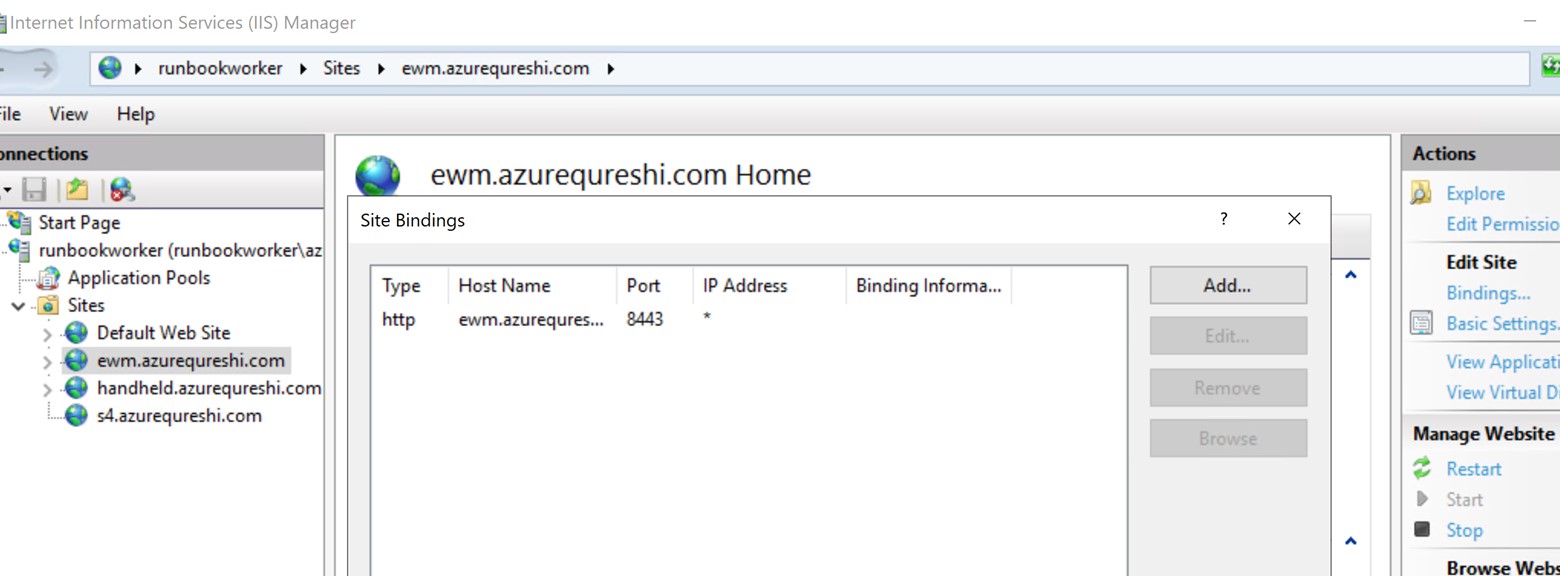 Internet Information Services (IIS) Manager
runbookworker Sites ewm.azurequreshi.com
File View Help
onnections
Start Page
runbookworker (runbookworker\az
Application Pools
Sites
Default Web Site
ewm.azurequreshi.com
handheld.azurequreshi.com
s4.azurequreshi.com
ewm.azurequreshi.com Home
Site Bindings
?
Type Host Name Port IP Address Binding Informa...
http ewm.azurequres... 8443 *
Add...
Edit...
Remove
Browse
Actions
Explore
Edit Permissio
Edit Site
Bindings...
Basic Settings.
View Applicati
View Virtual Di
Manage Website
Restart
Start
Stop
Browse Webs